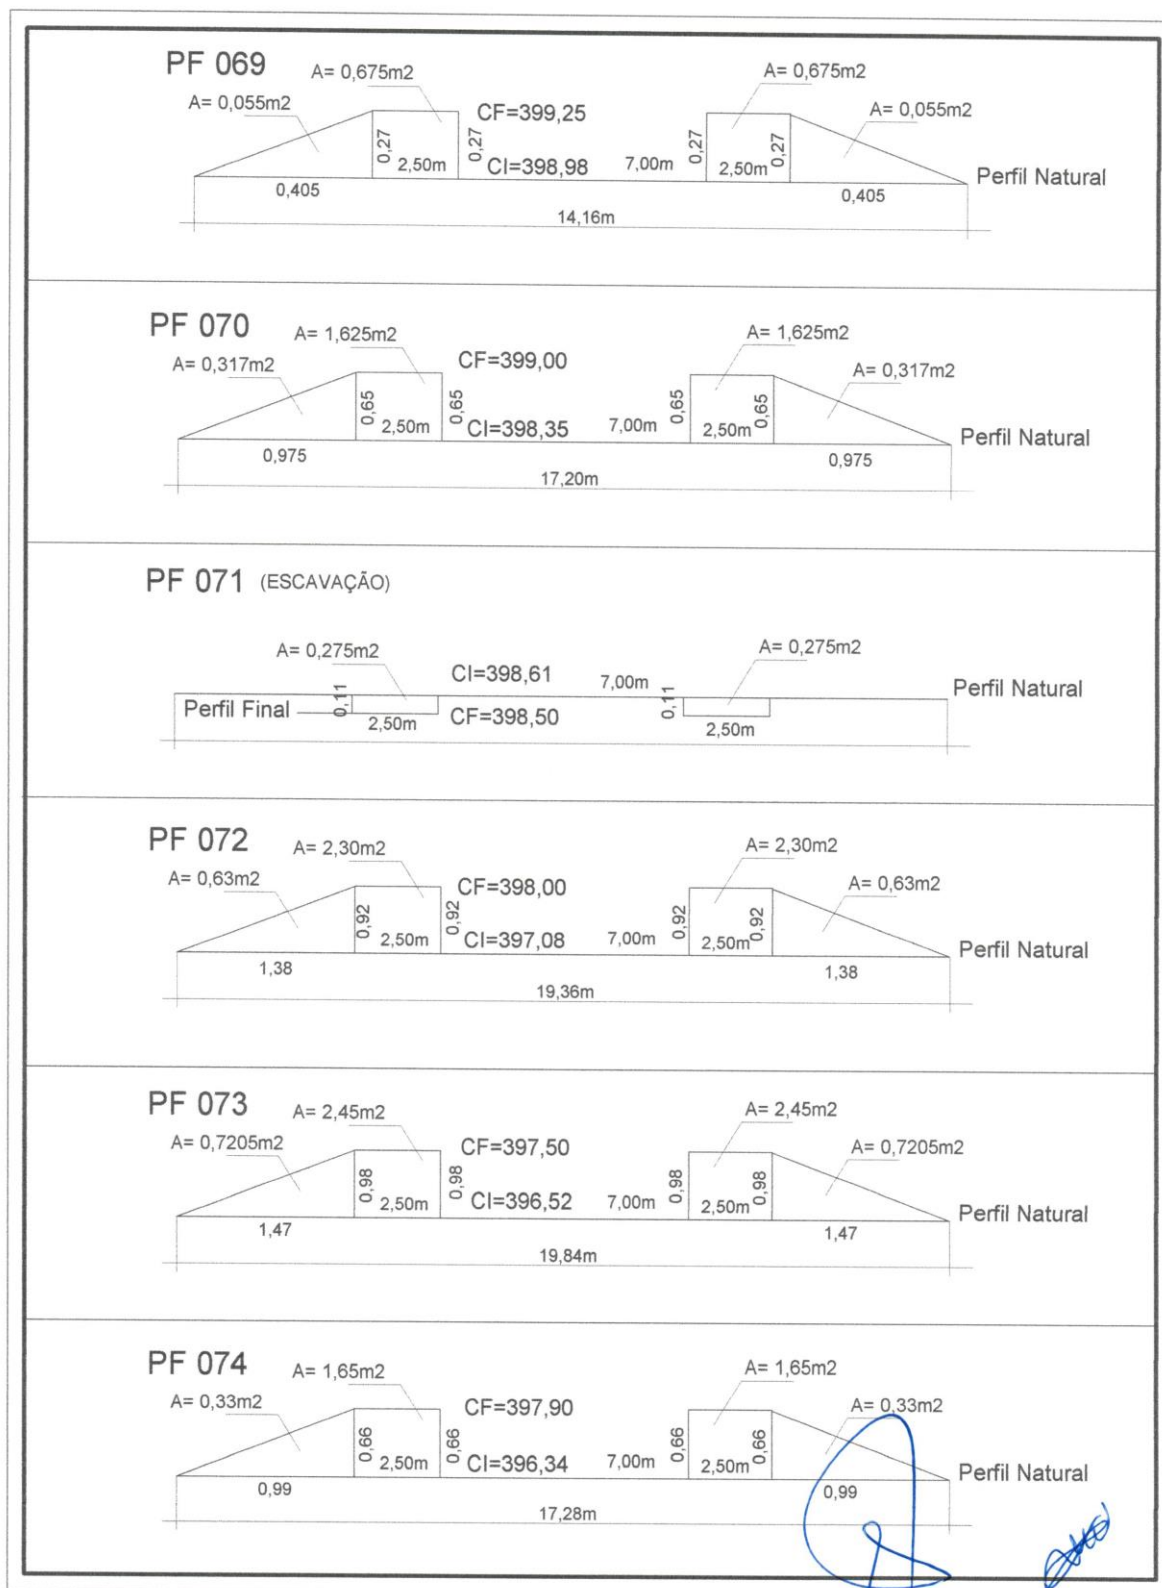 PF 069
A= 0,675m2
A= 0,675m2
A= 0,055m2
CF=399,25
A= 0,055m2
0,27
2,50m
0,27
CI=398,98
7,00m
0,27
2,50m
0,27
Perfil Natural
0,405
0,405
14,16m
PF 070
A= 1,625m2
A= 1,625m2
A= 0,317m2
CF=399,00
A= 0,317m2
0,65
2,50m
0,65
CI=398,35
7,00m
0,65
2,50m
0,65
Perfil Natural
0,975
0,975
17,20m
PF 071 (ESCAVAÇÃO)
A= 0,275m2
A= 0,275m2
CI=398,61
7,00m
Perfil Natural
Perfil Final
0,11
2,50m
CF=398,50
0,11
2,50m
PF 072
A= 2,30m2
A= 2,30m2
A= 0,63m2
CF=398,00
A= 0,63m2
0,92
2,50m
0,92
CI=397,08
7,00m
0,92
2,50m
0,92
Perfil Natural
1,38
1,38
19,36m
PF 073
A= 2,45m2
A= 2,45m2
A= 0,7205m2
CF=397,50
A= 0,7205m2
0,98
2,50m
0,98
CI=396,52
7,00m
0,98
2,50m
0,98
Perfil Natural
1,47
1,47
19,84m
PF 074
A= 1,65m2
A= 1,65m2
A= 0,33m2
CF=397,90
A= 0,33m2
0,66
2,50m
0,66
CI=396,34
7,00m
0,66
2,50m
0,66
Perfil Natural
0,99
0,99
17,28m